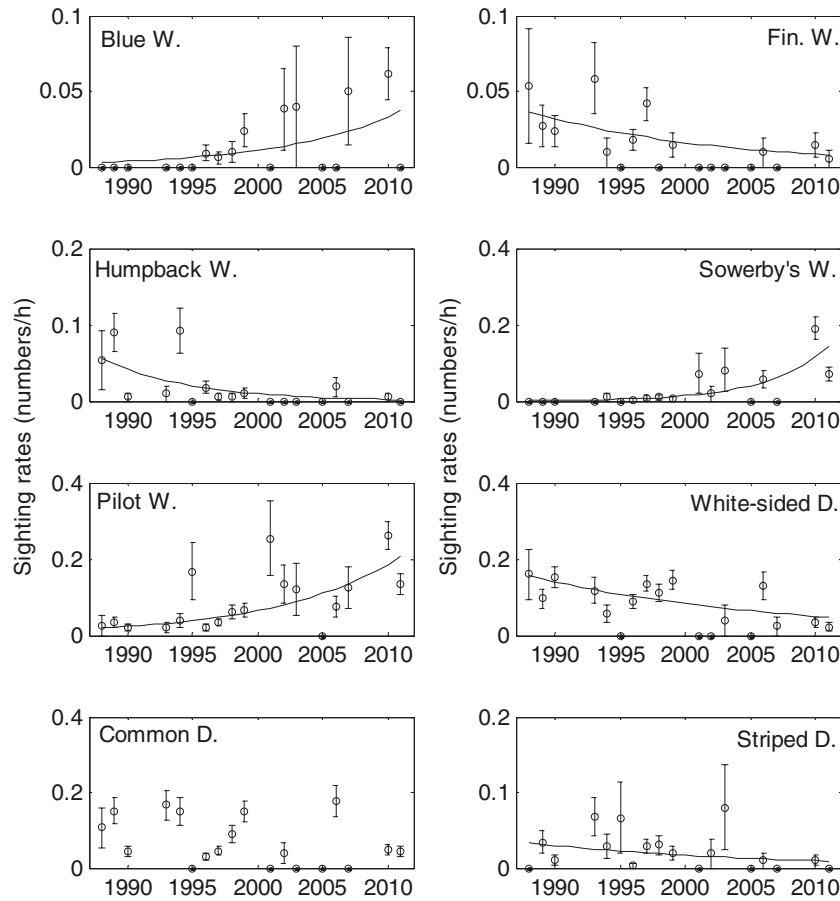 0.1
Blue W.
0.05
0
1990 1995 2000 2005 2010
0.1
Fin. W.
0.05
0
1990 1995 2000 2005 2010
0.2
Humpback W.
0.1
0
1990 1995 2000 2005 2010
0.4
Sowerby's W.
0.2
0
1990 1995 2000 2005 2010
Sighting rates (numbers/h)
Sighting rates (numbers/h)
0.4
Pilot W.
0.2
0
1990 1995 2000 2005 2010
0.4
White-sided D.
0.2
0
1990 1995 2000 2005 2010
0.4
Common D.
0.2
0
1990 1995 2000 2005 2010
0.2
Striped D.
0.1
0
1990 1995 2000 2005 2010